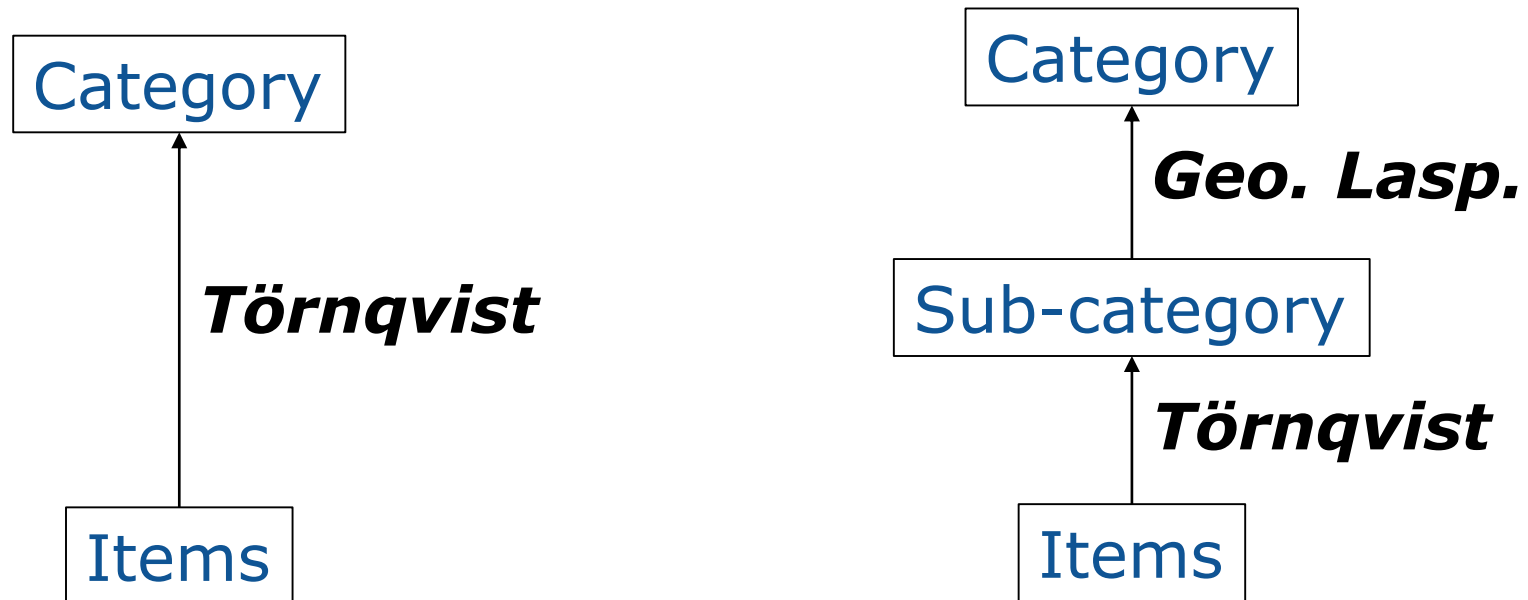 Category
Törnqvist
Items
Category
Geo. Lasp.
Sub-category
Törnqvist
Items